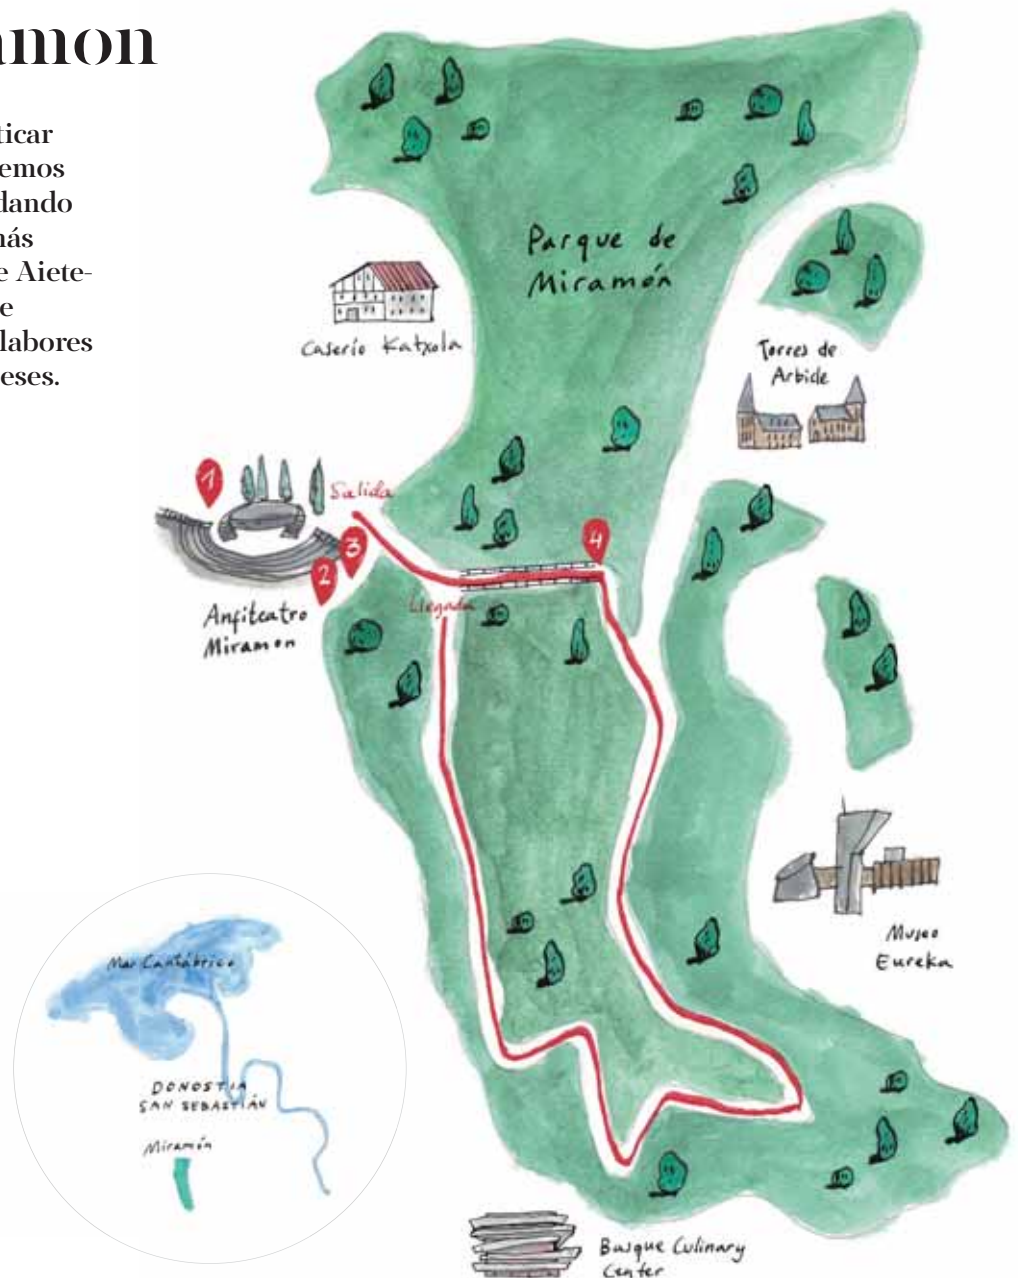 amon
ticar
emos
dando
nás
e Aiete-
e
labores
eses.
Parque de
Miramón
Caserío Katxola
Torres de
Arbide
1
Salida
3
2
4
Llegada
Anfiteatro
Miramon
Museo
Eureka
Mar Cantábrico
DONOSTIA
SAN SEBASTIÁN
Miramón
Basque Culinary
Center